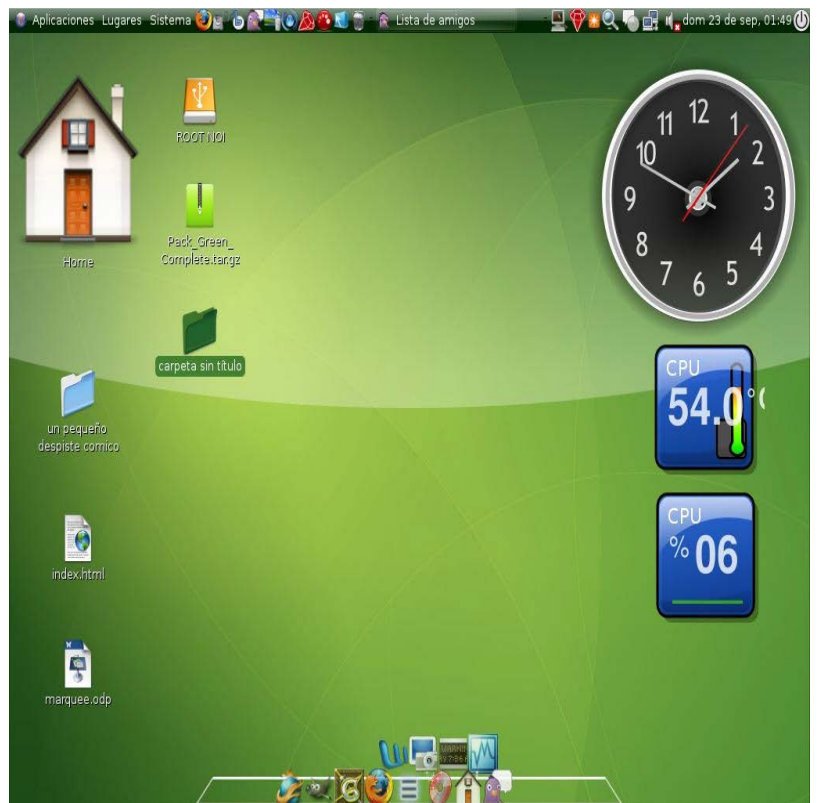 Aplicaciones Lugares Sistema Lista de amigos dom 23 de sep, 01:49
ROOT NOI
Home
Pack_Green_
Complete.tar.gz
carpeta sin título
un pequeño
despiste comico
index.html
marquee.odp
12
1
2
3
4
5
6
7
8
9
10
11
CPU
54.0°C
CPU
% 06